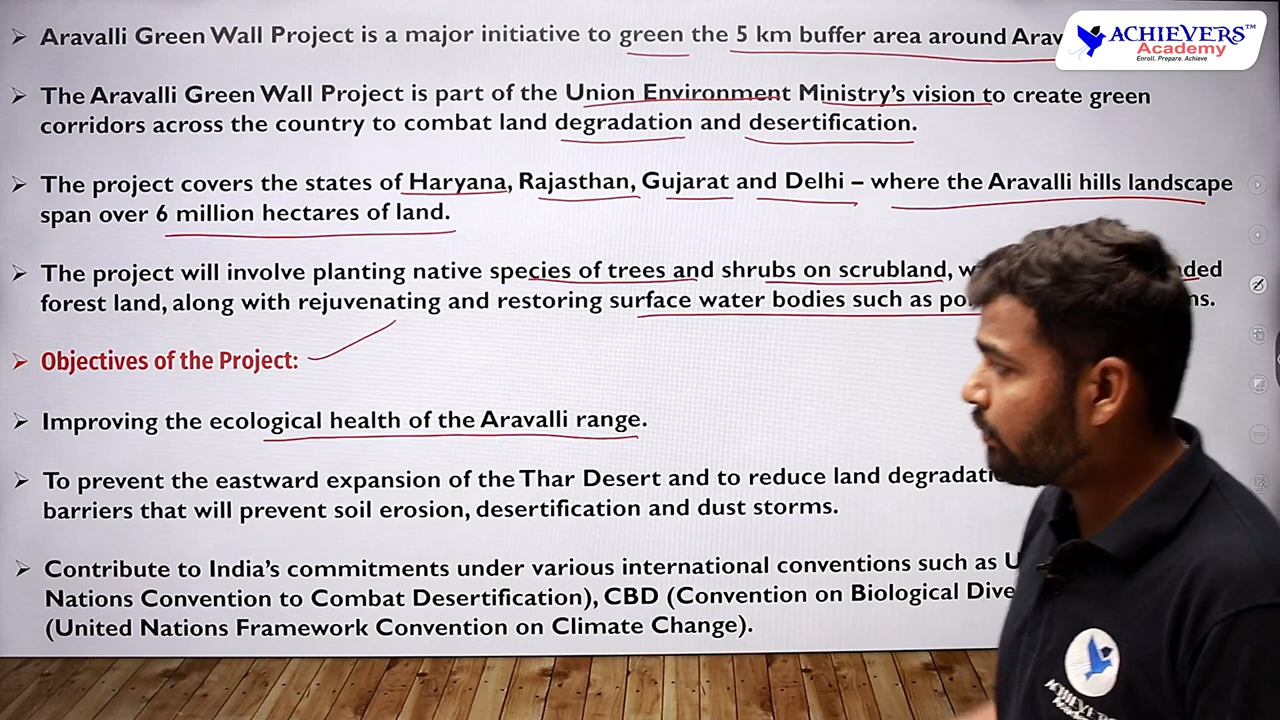 ➢ Aravalli Green Wall Project is a major initiative to green the 5 km buffer area around
ACHIEVERS™
Academy
Enroll. Prepare. Achieve
➢ The Aravalli Green Wall Project is part of the Union Environment Ministry's vision to create green
corridors across the country to combat land degradation and desertification.
➢ The project covers the states of Haryana, Rajasthan, Gujarat and Delhi – where the Aravalli hills landscape
span over 6 million hectares of land.
➢ The project will involve planting native species of trees and shrubs on scrubland,
forest land, along with rejuvenating and restoring surface water bodies such as
➢ Objectives of the Project:
➢ Improving the ecological health of the Aravalli range.
➢ To prevent the eastward expansion of the Thar Desert and to reduce land
barriers that will prevent soil erosion, desertification and dust storms.
➢ Contribute to India's commitments under various international conventions such as
Nations Convention to Combat Desertification), CBD (Convention on Biological
(United Nations Framework Convention on Climate Change).
ACHIEVERS